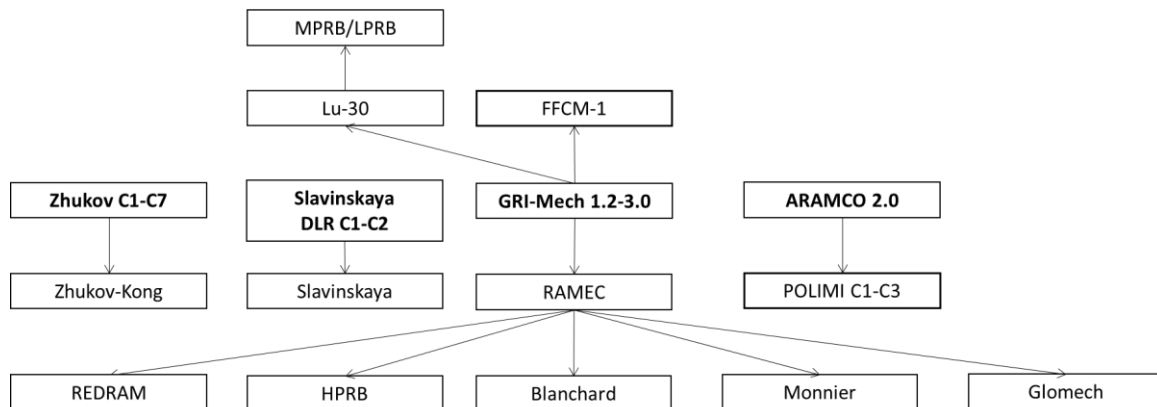 MPRB/LPRB
Lu-30
FFCM-1
Zhukov C1-C7
Slavinskaya
DLR C1-C2
GRI-Mech 1.2-3.0
ARAMCO 2.0
Zhukov-Kong
Slavinskaya
RAMEC
POLIMI C1-C3
REDRAM
HPRB
Blanchard
Monnier
Glomech